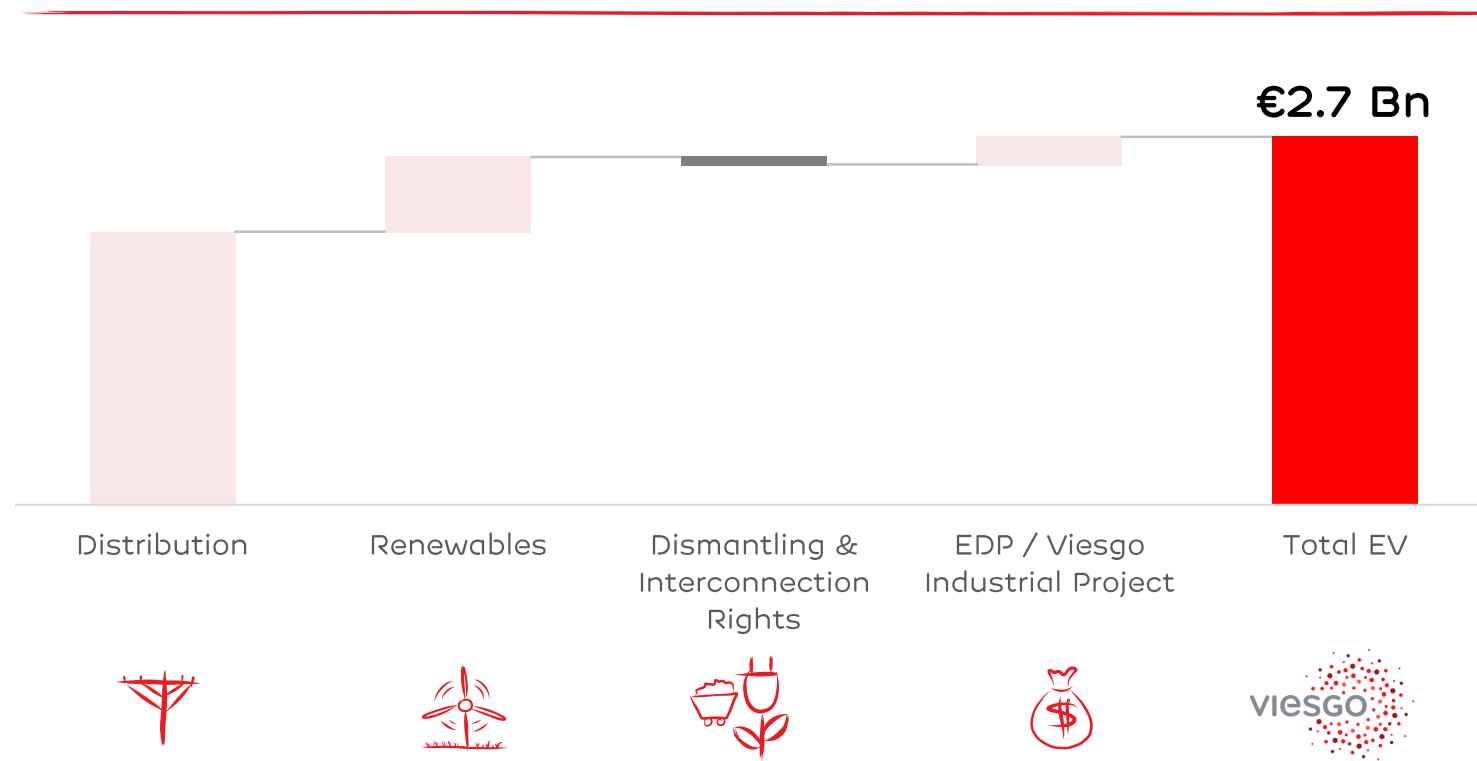 €2.7 Bn
Distribution
Renewables
Dismantling &
Interconnection
Rights
EDP / Viesgo
Industrial Project
Total EV
$
viesgo